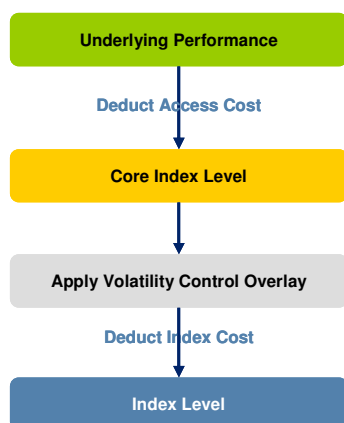 Underlying Performance
Deduct Access Cost
Core Index Level
Apply Volatility Control Overlay
Deduct Index Cost
Index Level